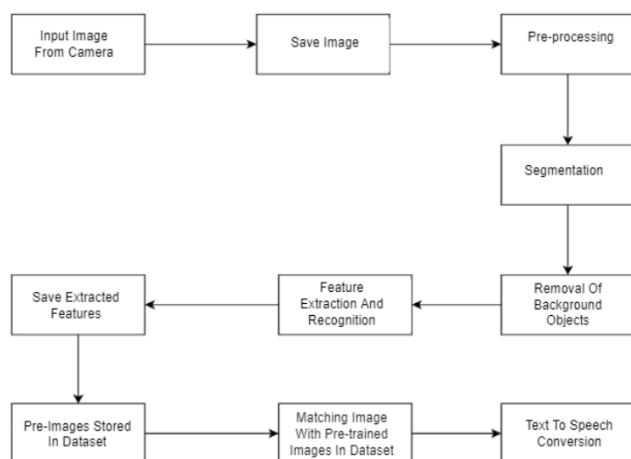 Input Image
From Camera
Save Image
Pre-processing
Segmentation
Removal Of
Background
Objects
Feature
Extraction And
Recognition
Save Extracted
Features
Pre-Images Stored
In Dataset
Matching Image
With Pre-trained
Images In Dataset
Text To Speech
Conversion